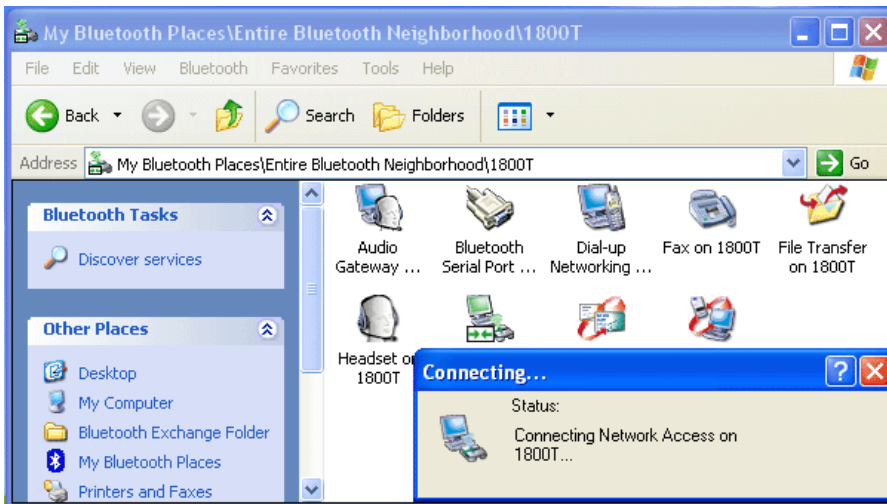 My Bluetooth Places\Entire Bluetooth Neighborhood\1800T
File Edit View Bluetooth Favorites Tools Help
Back Search Folders
Address My Bluetooth Places\Entire Bluetooth Neighborhood\1800T Go
Bluetooth Tasks
Discover services
Other Places
Desktop
My Computer
Bluetooth Exchange Folder
My Bluetooth Places
Printers and Faxes
Audio
Gateway ...
Bluetooth
Serial Port ...
Dial-up
Networking ...
Fax on 1800T
File Transfer
on 1800T
Headset on
1800T
Connecting...
Status:
Connecting Network Access on
1800T...